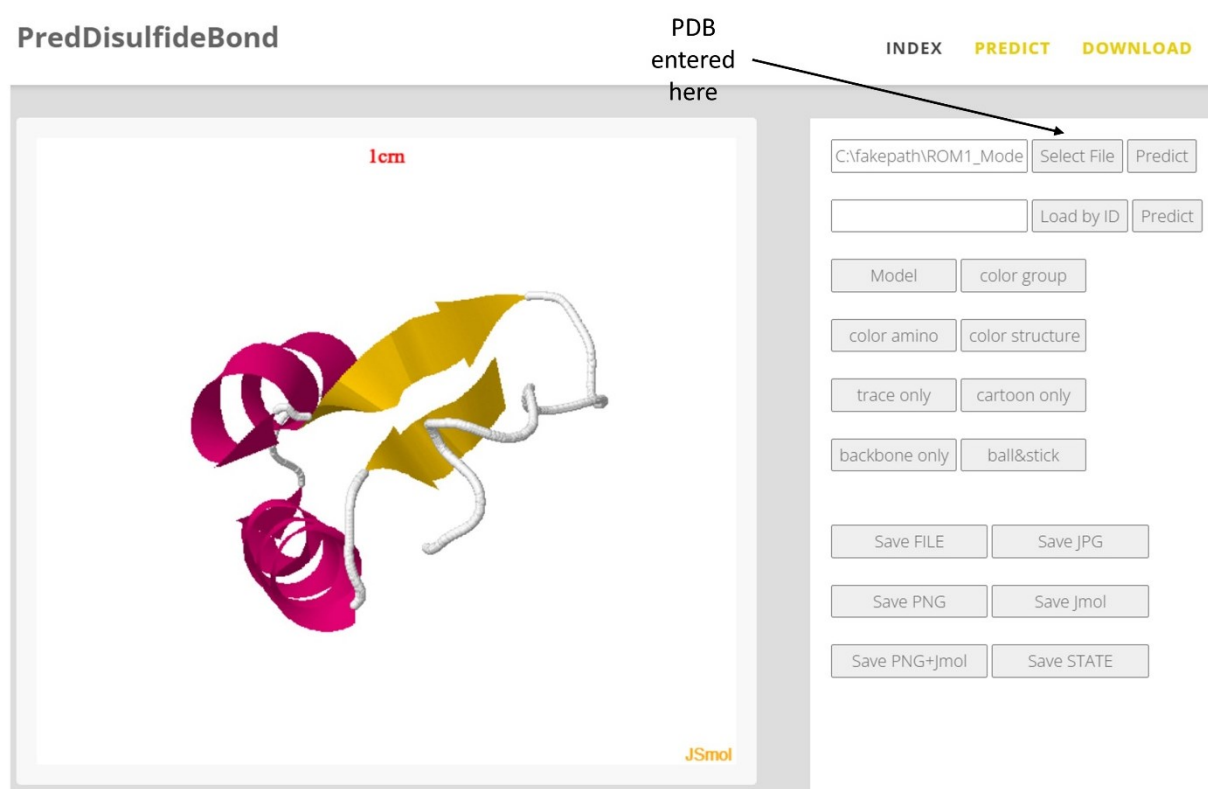 PredDisulfideBond
PDB
entered
here
INDEX PREDICT DOWNLOAD
1crn
C:\fakepath\ROM1_Mode Select File Predict
Load by ID Predict
Model color group
color amino color structure
trace only cartoon only
backbone only ball&stick
Save FILE Save JPG
Save PNG Save Jmol
Save PNG+Jmol Save STATE
JSmol